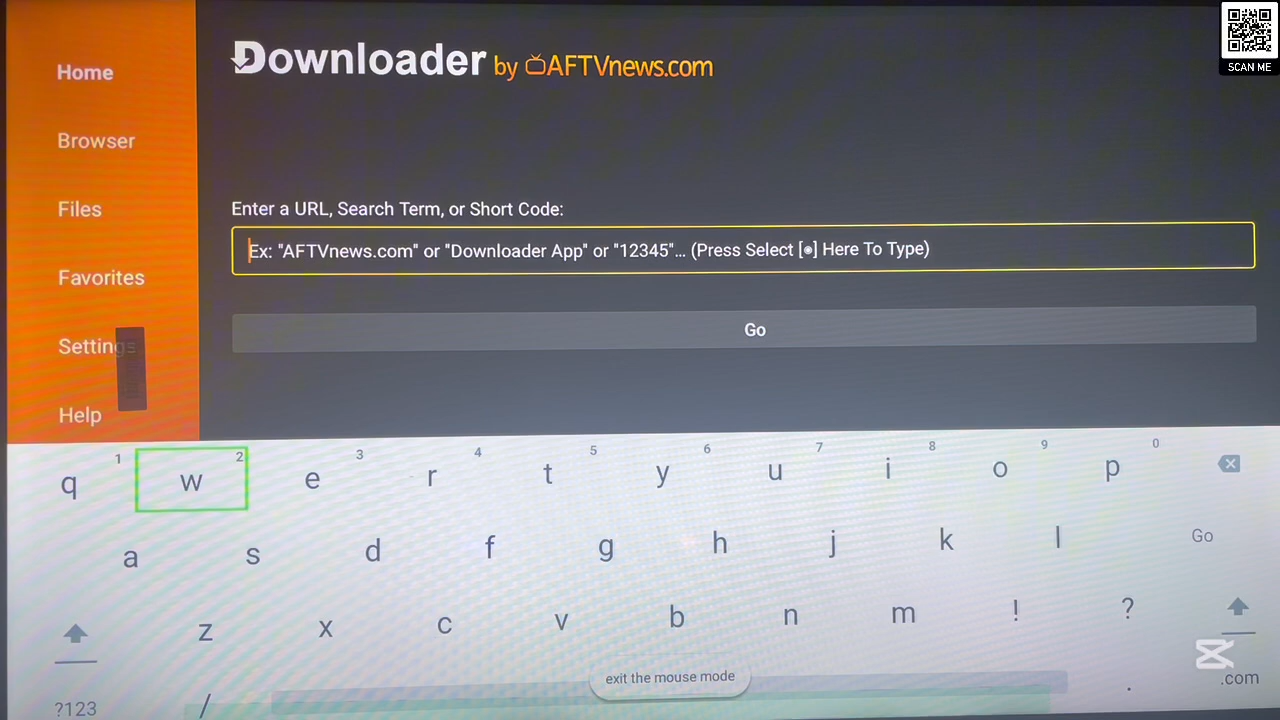 SCAN ME
Downloader by AFTVnews.com
Home
Browser
Files
Favorites
Settings
Help
Enter a URL, Search Term, or Short Code:
Ex: "AFTVnews.com" or "Downloader App" or "12345"... (Press Select [◉] Here To Type)
Go
1 2 3 4 5 6 7 8 9 0
q w e r t y u i o p
a s d f g h j k l Go
z x c v b n m ! ?
exit the mouse mode
?123 / . .com